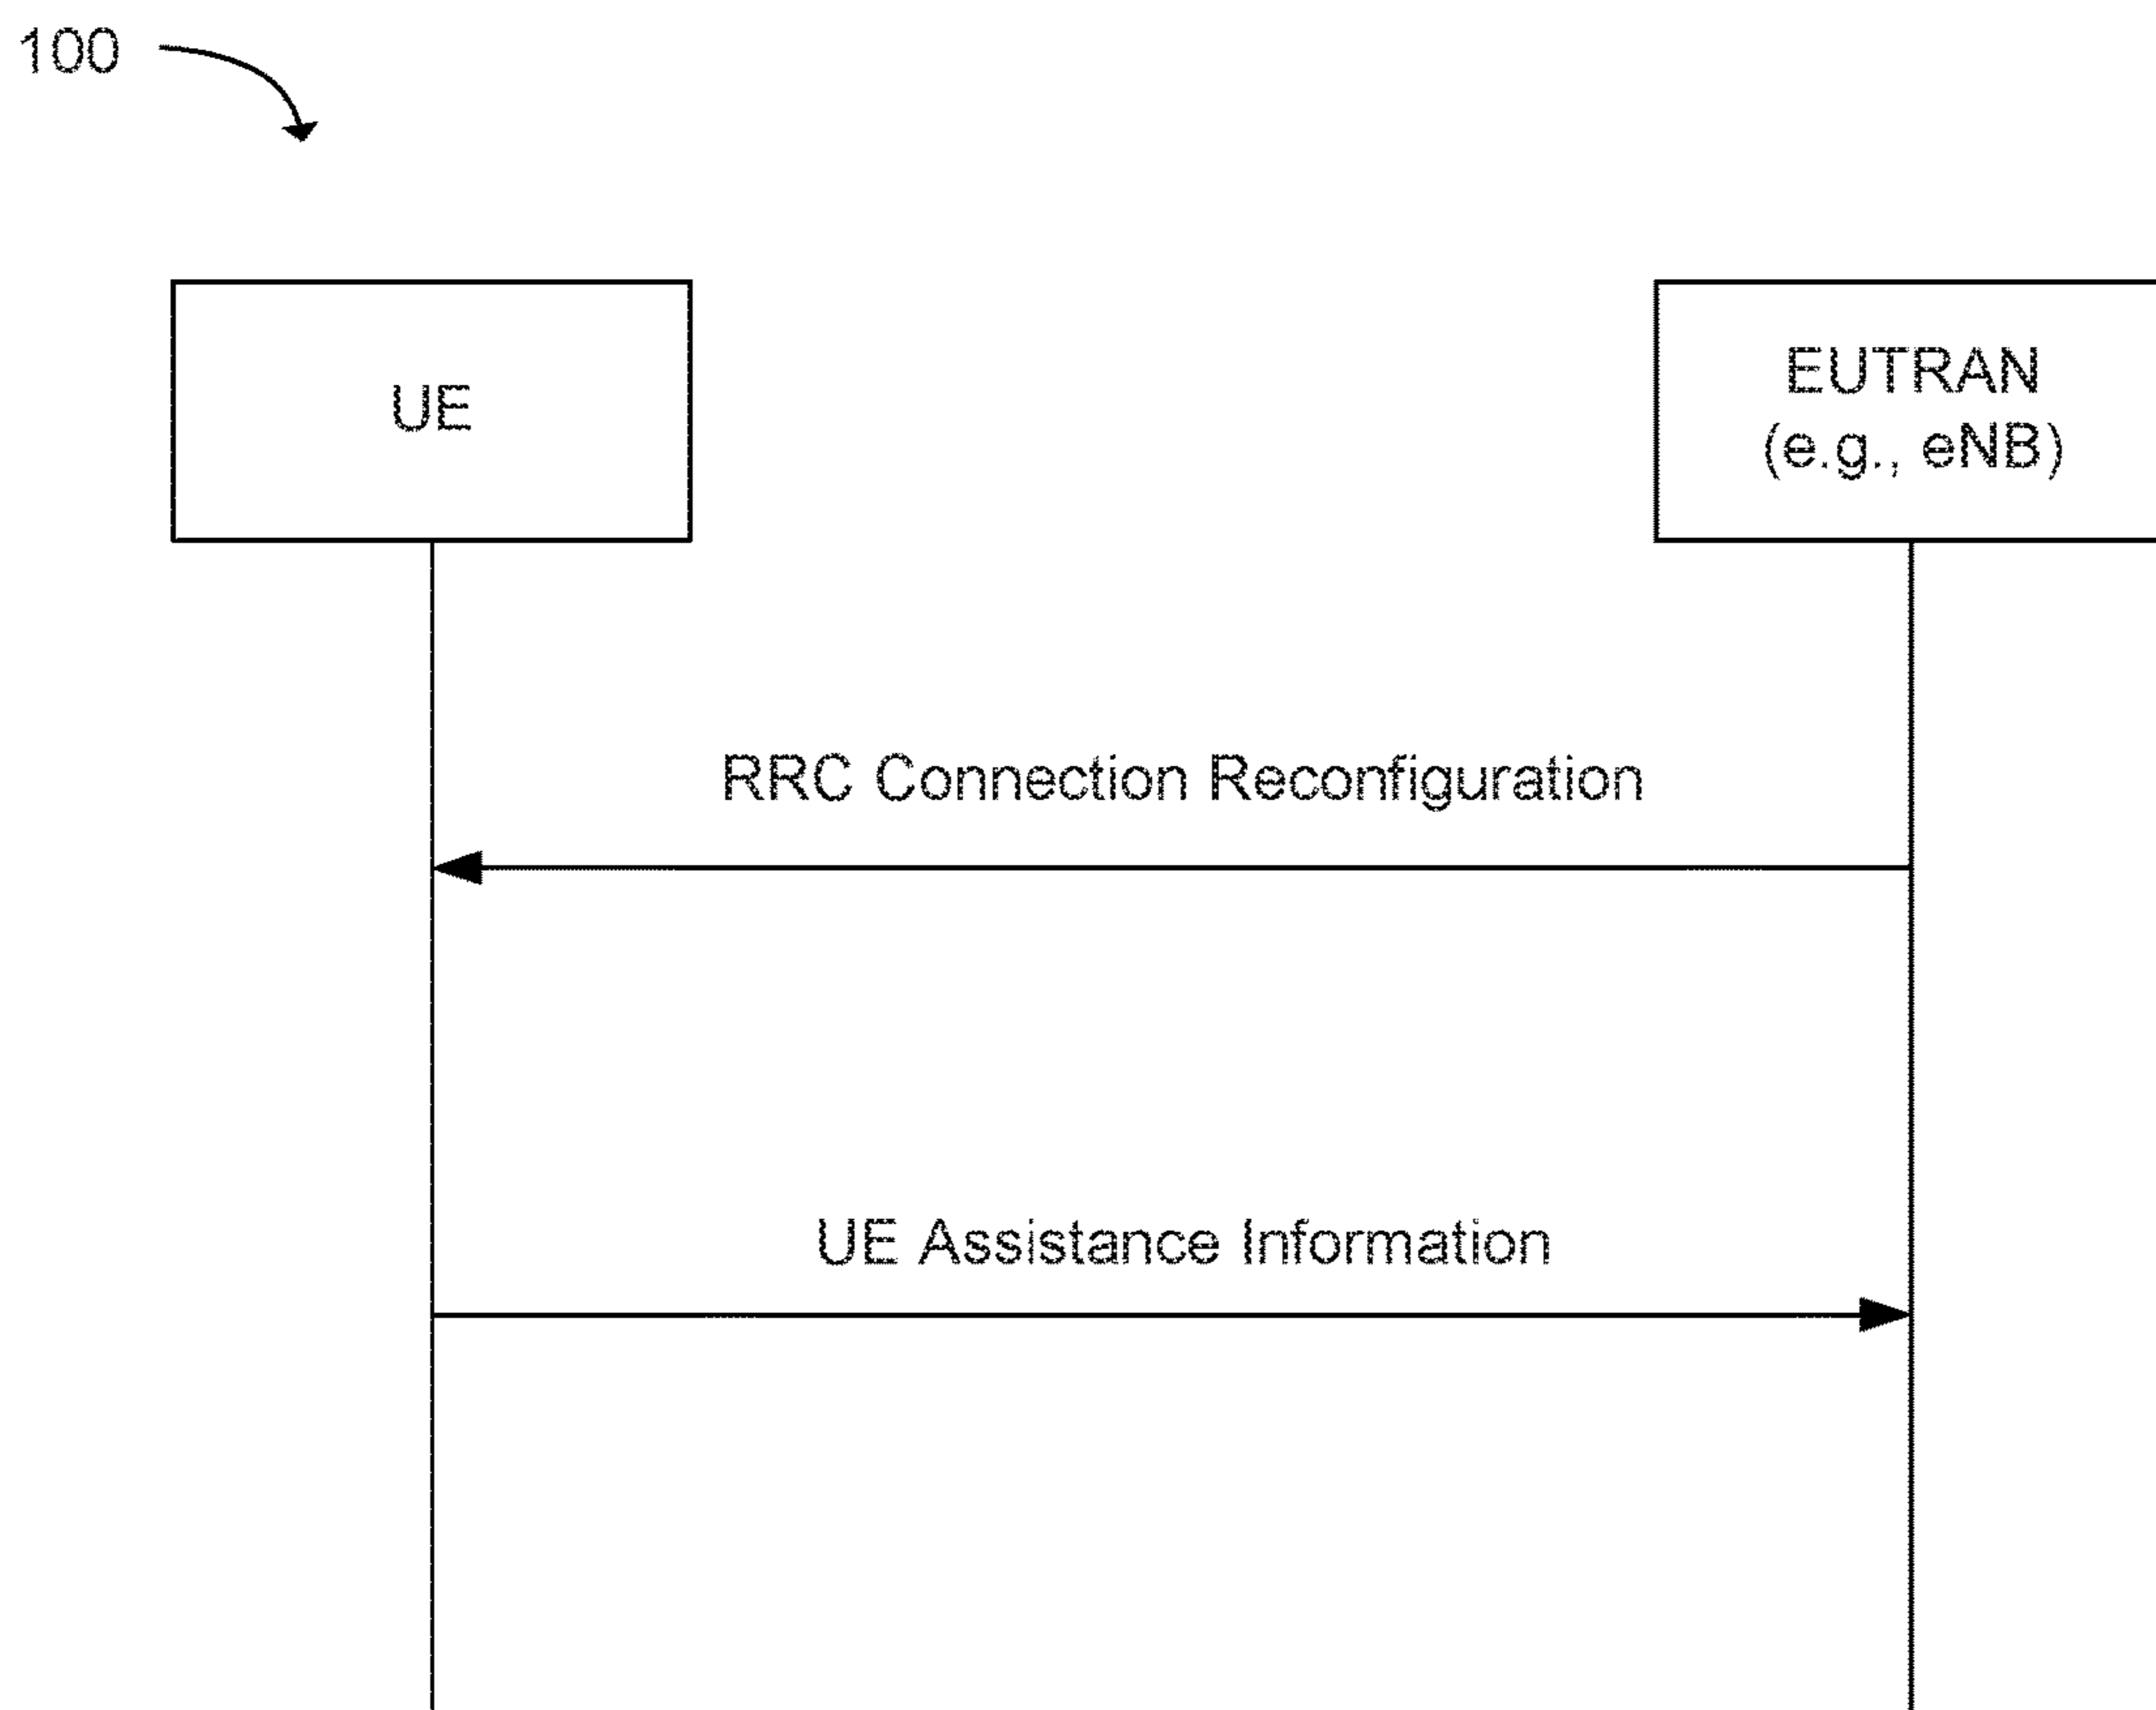 100
UE
EUTRAN
(e.g., eNB)
RRC Connection Reconfiguration
UE Assistance Information